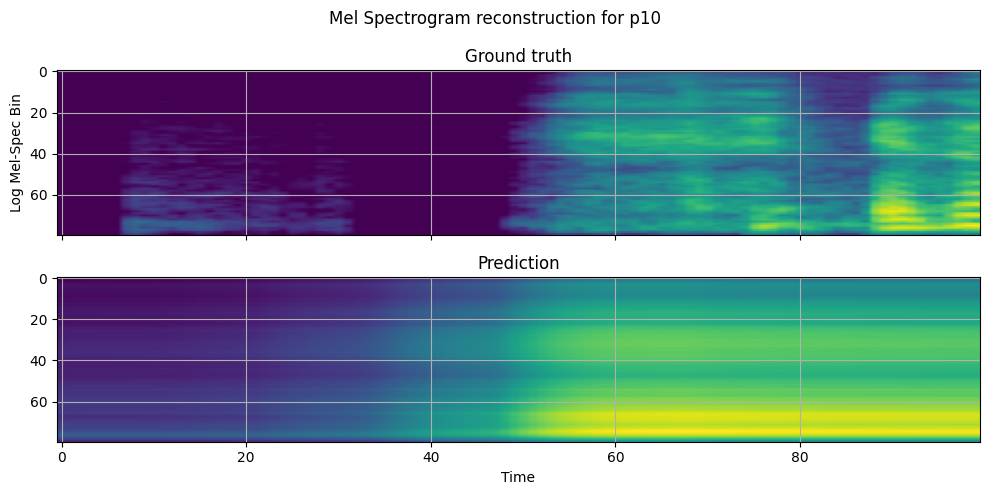 Mel Spectrogram reconstruction for p10
Ground truth
0
20
40
60
Log Mel-Spec Bin
Prediction
0
20
40
60
0 20 40 60 80
Time